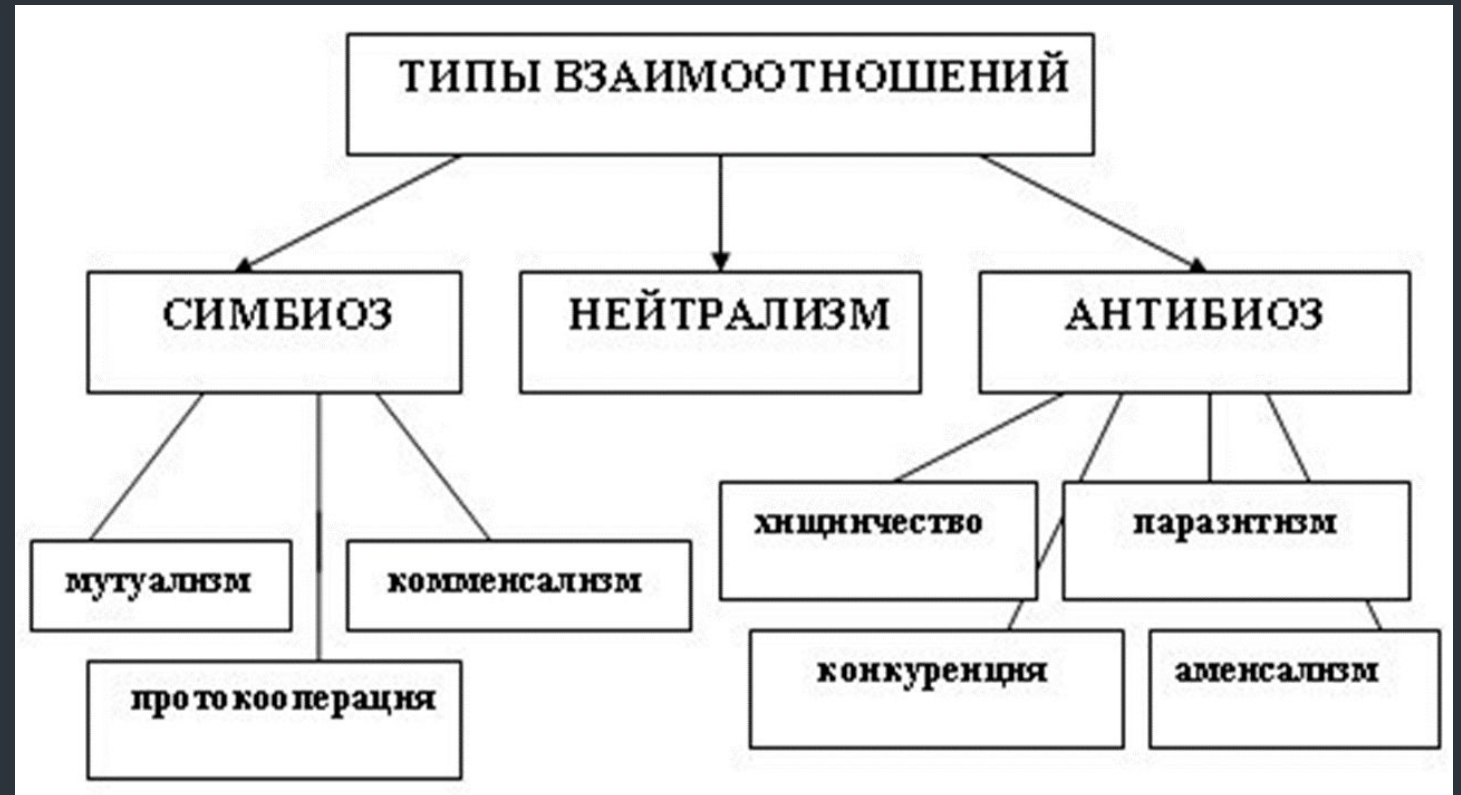 ТИПЫ ВЗАИМООТНОШЕНИЙ
СИМБИОЗ
НЕЙТРАЛИЗМ
АНТИБИОЗ
мутуализм
комменсализм
протокооперация
хищничество
паразитизм
конкуренция
аменсализм